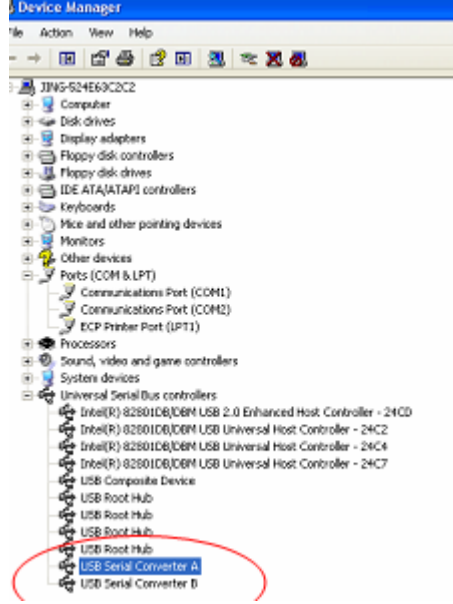 Device Manager
File Action View Help
JING-524E63C2C2
Computer
Disk drives
Display adapters
Floppy disk controllers
Floppy disk drives
IDE ATA/ATAPI controllers
Keyboards
Mice and other pointing devices
Monitors
Other devices
Ports (COM & LPT)
Communications Port (COM1)
Communications Port (COM2)
ECP Printer Port (LPT1)
Processors
Sound, video and game controllers
System devices
Universal Serial Bus controllers
Intel(R) 82801DB/DBM USB 2.0 Enhanced Host Controller - 24CD
Intel(R) 82801DB/DBM USB Universal Host Controller - 24C2
Intel(R) 82801DB/DBM USB Universal Host Controller - 24C4
Intel(R) 82801DB/DBM USB Universal Host Controller - 24C7
USB Composite Device
USB Root Hub
USB Root Hub
USB Root Hub
USB Root Hub
USB Serial Converter A
USB Serial Converter B